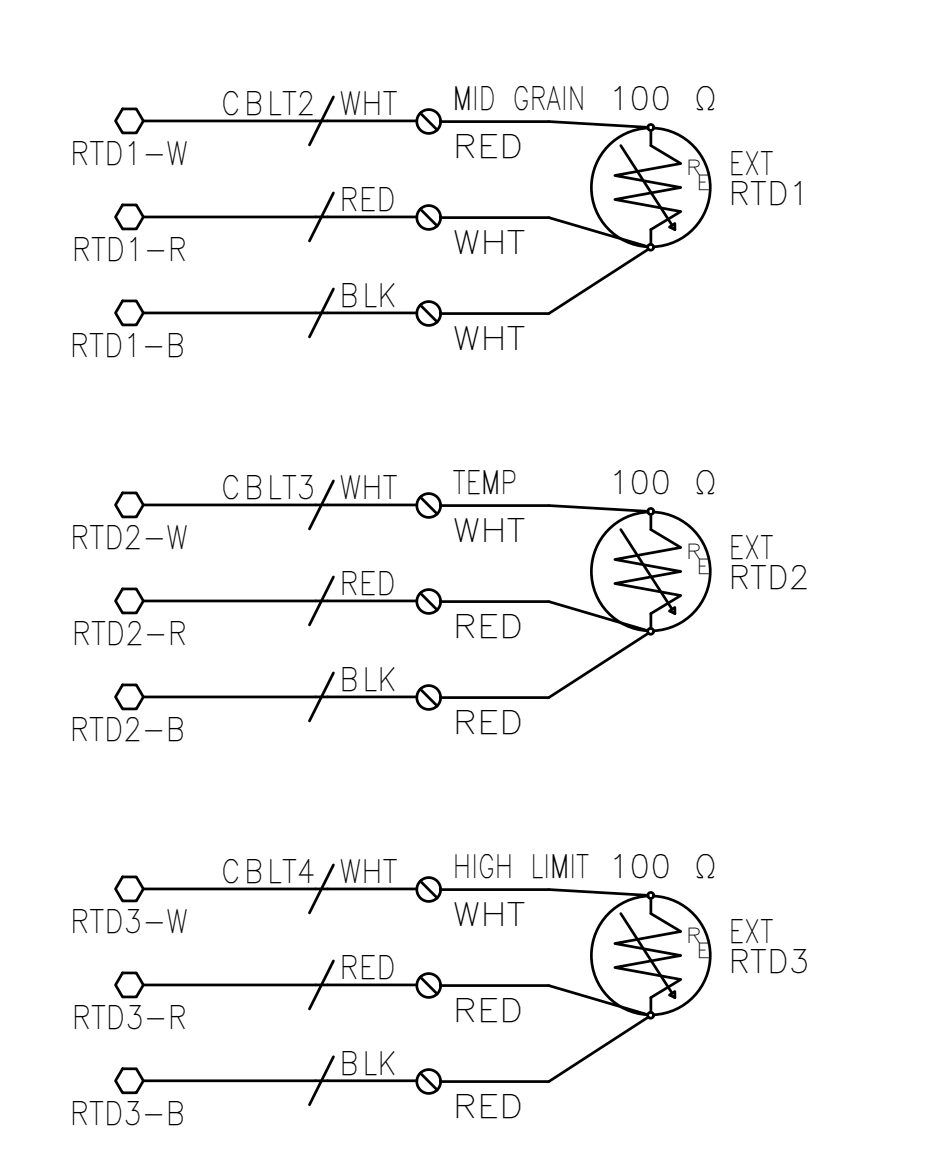 CBLT2 WHT MID GRAIN 100 Ω
RTD1-W RED
EXT
R E RTD1
RED
RTD1-R WHT
BLK
RTD1-B WHT
CBLT3 WHT TEMP 100 Ω
RTD2-W WHT
EXT
R E RTD2
RED
RTD2-R RED
BLK
RTD2-B RED
CBLT4 WHT HIGH LIMIT 100 Ω
RTD3-W WHT
EXT
R E RTD3
RED
RTD3-R RED
BLK
RTD3-B RED